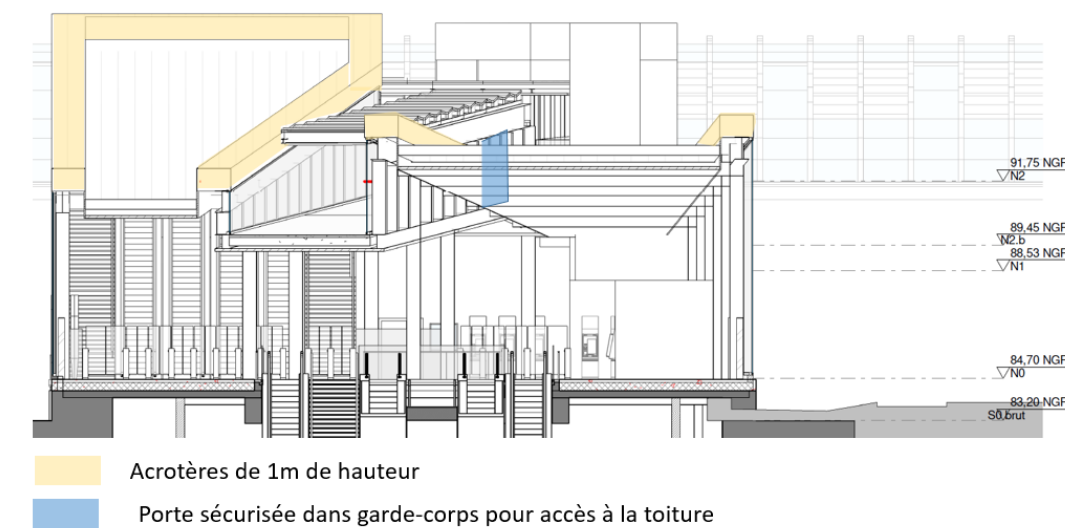 91,75 NGF
N2
89,45 NGF
N2.b
88,53 NGF
N1
84,70 NGF
N0
83,20 NGF
S0.brut
Acrotères de 1m de hauteur
Porte sécurisée dans garde-corps pour accès à la toiture